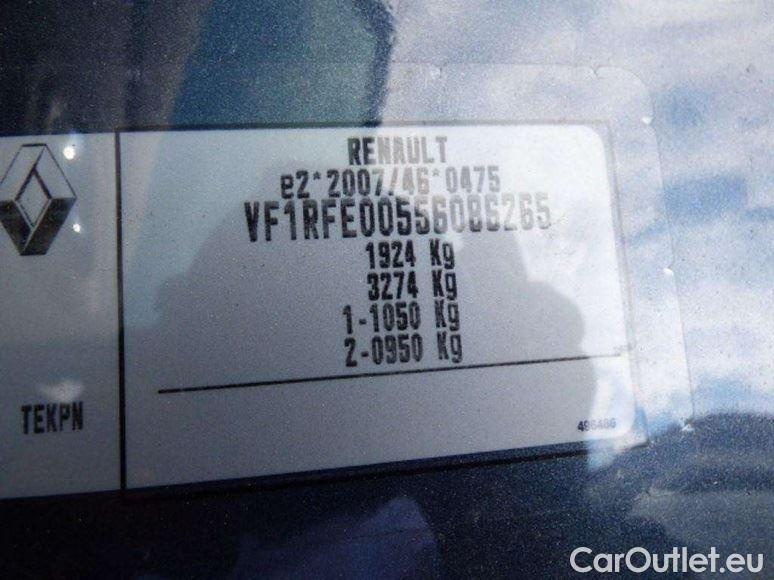 RENAULT
e2*2007/46*0475
VF1RFE00556086265
1924 Kg
3274 Kg
1-1050 Kg
2-0950 Kg
TEKPN
496486
CarOutlet.eu